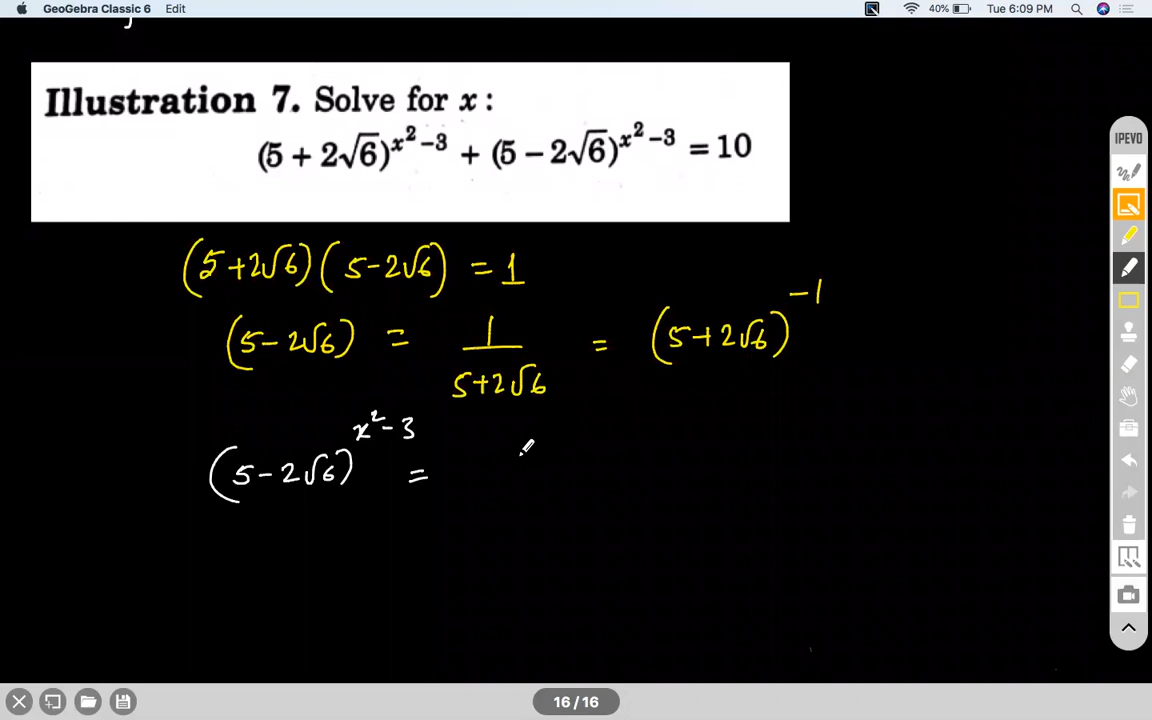 GeoGebra Classic 6 Edit 40% Tue 6:09 PM
Illustration 7. Solve for x :
(5 + 2√6)^{x² – 3} + (5 – 2√6)^{x² – 3} = 10
IPEVO
(5+2√6)(5-2√6) = 1
(5-2√6) = 1/(5+2√6) = (5+2√6)^{-1}
(5-2√6)^{x²-3} =
16 / 16